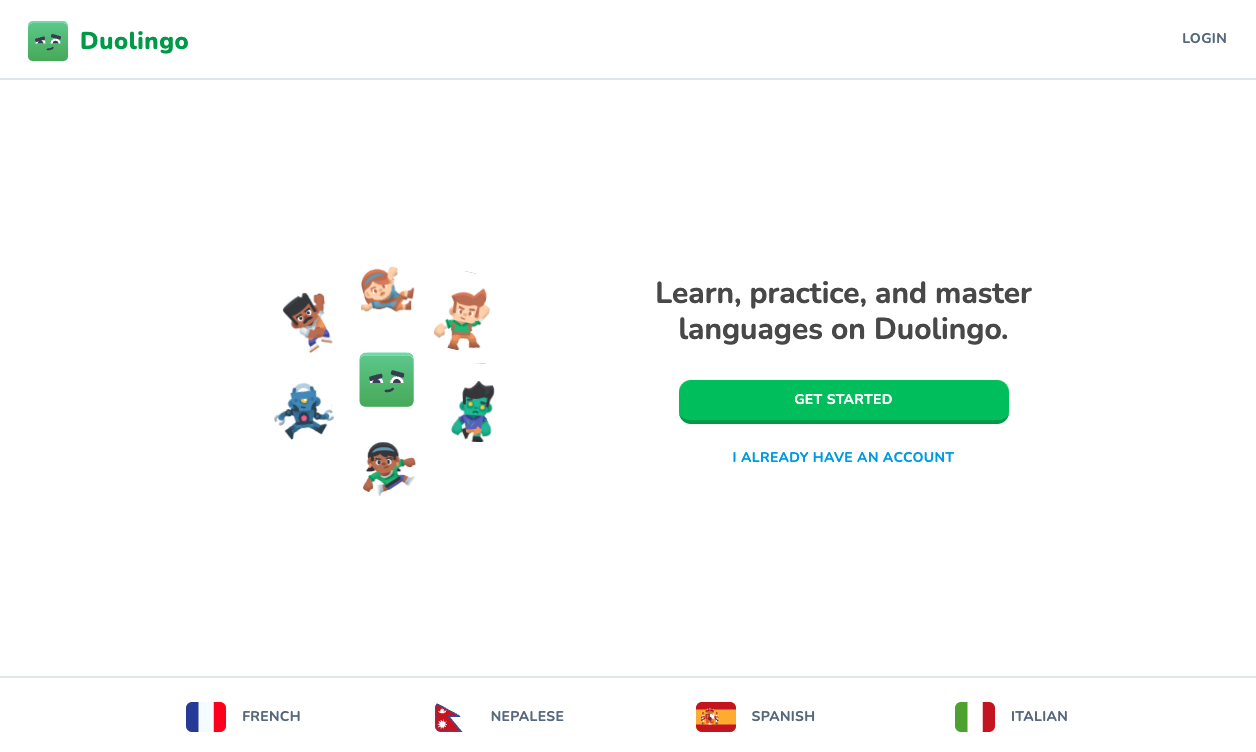 Duolingo
LOGIN
Learn, practice, and master
languages on Duolingo.
GET STARTED
I ALREADY HAVE AN ACCOUNT
FRENCH
NEPALESE
SPANISH
ITALIAN